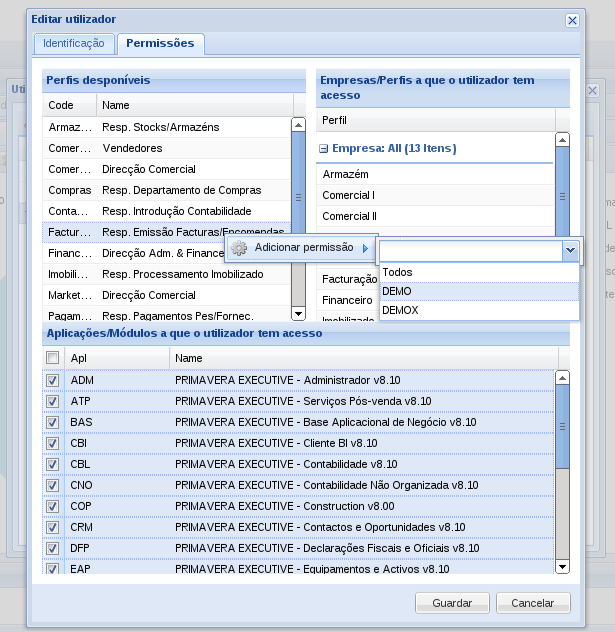 Editar utilizador
Identificação
Permissões
Perfis desponíveis
Code
Name
Armaz...
Resp. Stocks/Armazéns
Comer...
Vendedores
Comer...
Direcção Comercial
Compras
Resp. Departamento de Compras
Conta...
Resp. Introdução Contabilidade
Factur...
Resp. Emissão Facturas/Encomendas
Financ...
Direcção Adm. & Finance
Imobili...
Resp. Processamento Imobilizado
Market...
Direcção Comercial
Pagam...
Resp. Pagamentos Pes/Fornec.
Empresas/Perfis a que o utilizador tem
acesso
Perfil
Empresa: All (13 Itens)
Armazém
Comercial I
Comercial II
Facturação
Financeiro
Imobilizado
Adicionar permissão
Todos
DEMO
DEMOX
Aplicações/Módulos a que o utilizador tem acesso
Apl
Name
ADM
PRIMAVERA EXECUTIVE - Administrador v8.10
ATP
PRIMAVERA EXECUTIVE - Serviços Pós-venda v8.10
BAS
PRIMAVERA EXECUTIVE - Base Aplicacional de Negócio v8.10
CBI
PRIMAVERA EXECUTIVE - Cliente BI v8.10
CBL
PRIMAVERA EXECUTIVE - Contabilidade v8.10
CNO
PRIMAVERA EXECUTIVE - Contabilidade Não Organizada v8.10
COP
PRIMAVERA EXECUTIVE - Construction v8.00
CRM
PRIMAVERA EXECUTIVE - Contactos e Oportunidades v8.10
DFP
PRIMAVERA EXECUTIVE - Declarações Fiscais e Oficiais v8.10
EAP
PRIMAVERA EXECUTIVE - Equipamentos e Activos v8.10
Guardar
Cancelar